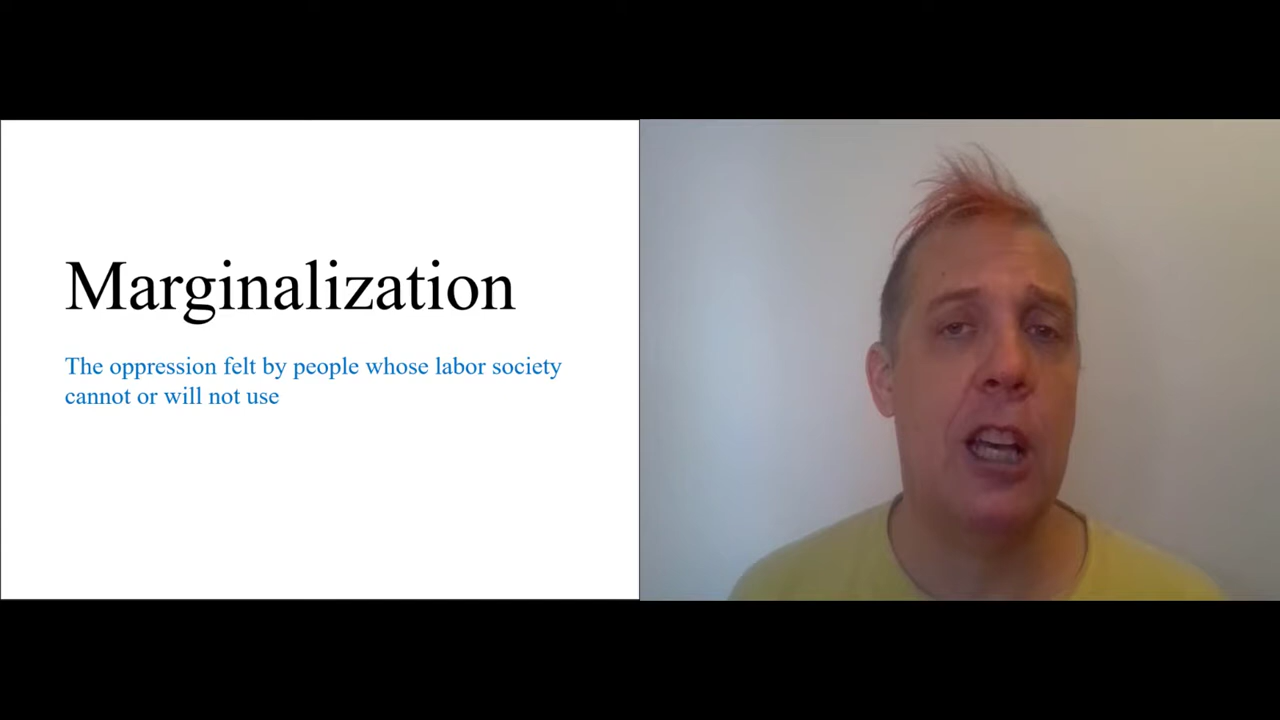 Marginalization
The oppression felt by people whose labor society
cannot or will not use